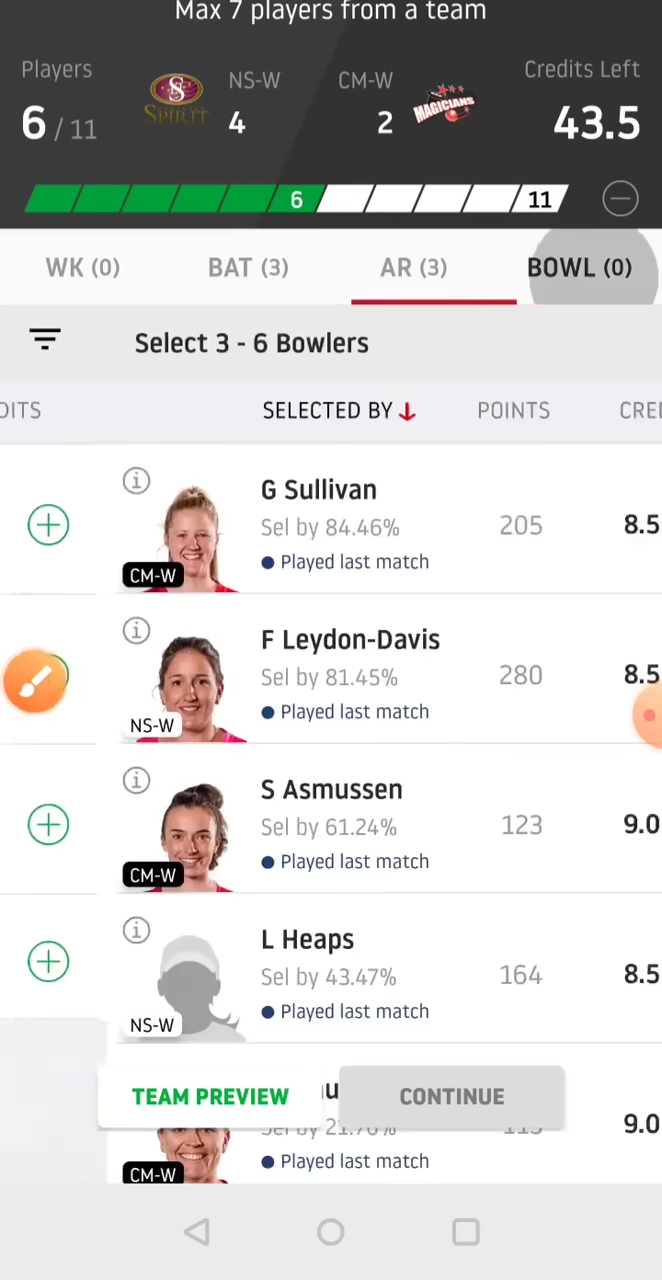 Max 7 players from a team
Players
NS-W
CM-W
Credits Left
6 / 11
S
SPIRIT
4
2
MAGICIANS
43.5
6
11
WK (0)
BAT (3)
AR (3)
BOWL (0)
Select 3 - 6 Bowlers
DITS
SELECTED BY
POINTS
CRE
G Sullivan
Sel by 84.46%
205
8.5
Played last match
CM-W
F Leydon-Davis
Sel by 81.45%
280
8.5
Played last match
NS-W
S Asmussen
Sel by 61.24%
123
9.0
Played last match
CM-W
L Heaps
Sel by 43.47%
164
8.5
Played last match
NS-W
TEAM PREVIEW
CONTINUE
9.0
Played last match
CM-W